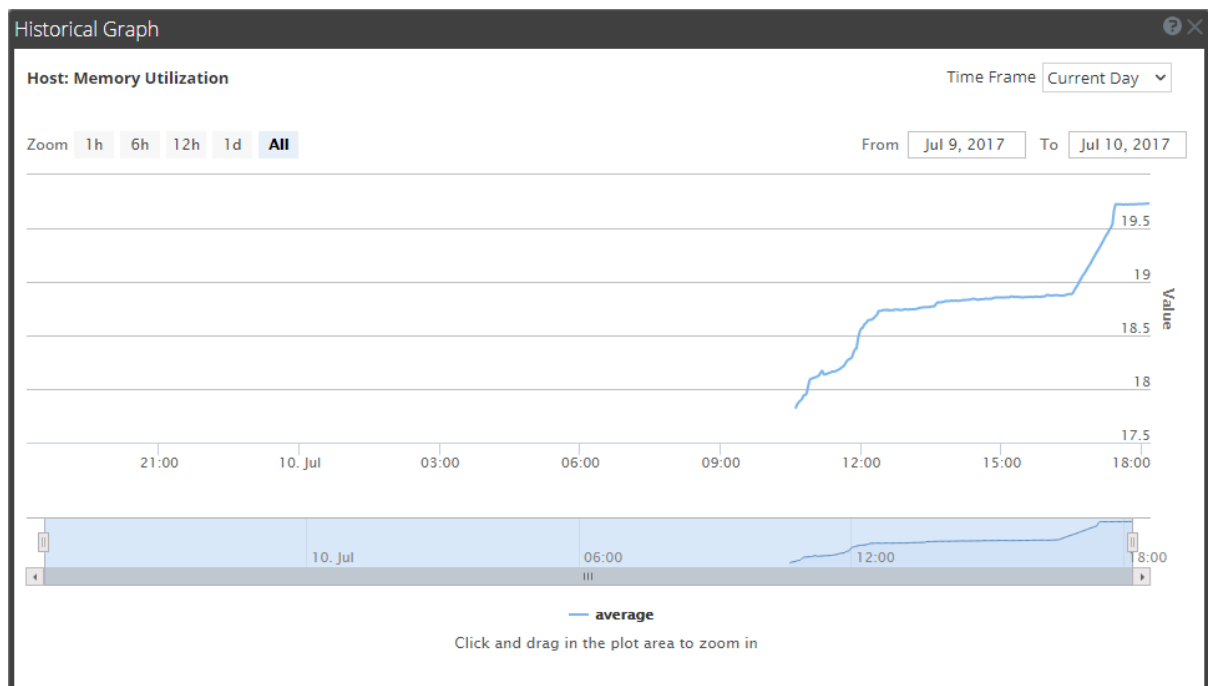 Historical Graph
Host: Memory Utilization
Time Frame Current Day
Zoom 1h 6h 12h 1d All
From Jul 9, 2017 To Jul 10, 2017
19.5
19
18.5
18
17.5
Value
21:00 10. Jul 03:00 06:00 09:00 12:00 15:00 18:00
10. Jul 06:00 12:00 18:00
average
Click and drag in the plot area to zoom in